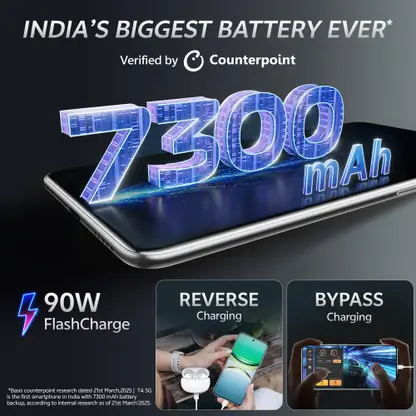 INDIA'S BIGGEST BATTERY EVER*
Verified by Counterpoint
7300
mAh
90W
FlashCharge
REVERSE
Charging
BYPASS
Charging
*Basis counterpoint research dated 21st March,2025 | T4 5G
is the first smartphone in India with 7300 mAh battery
backup, according to internal research as of 21st March'2025.